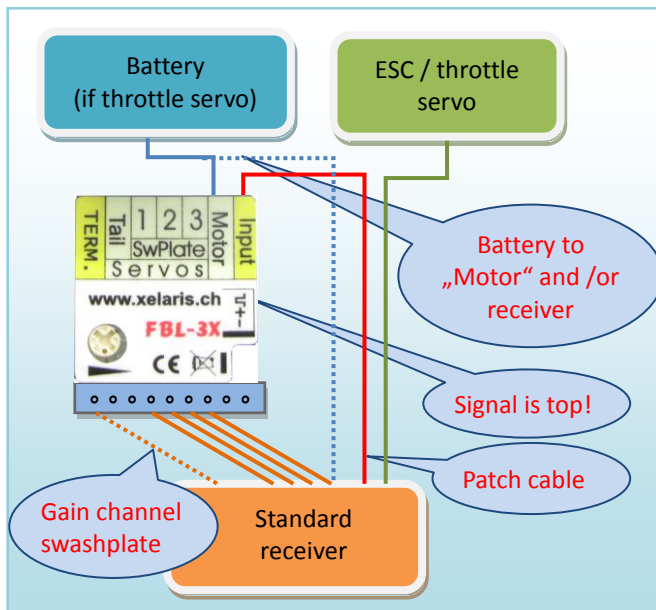 Battery
(if throttle servo)
ESC / throttle
servo
TERM.
Tail
1 2 3
SwPlate
Servos
Motor
Input
www.xelaris.ch
FBL-3X
+-
CE
Battery to
„Motor“ and /or
receiver
Signal is top!
Patch cable
Gain channel
swashplate
Standard
receiver